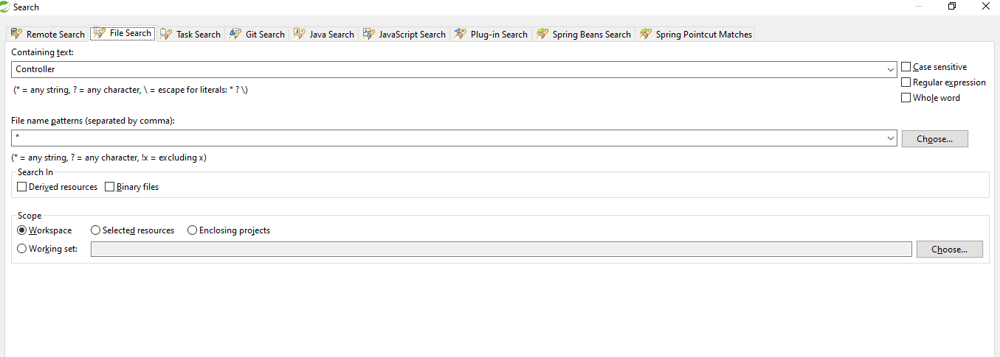 Search
Remote Search File Search Task Search Git Search Java Search JavaScript Search Plug-in Search Spring Beans Search Spring Pointcut Matches
Containing text:
Controller
Case sensitive
(* = any string, ? = any character, \ = escape for literals: * ? \)
Regular expression
Whole word
File name patterns (separated by comma):
*
Choose...
(* = any string, ? = any character, !x = excluding x)
Search In
Derived resources Binary files
Scope
Workspace Selected resources Enclosing projects
Working set:
Choose...